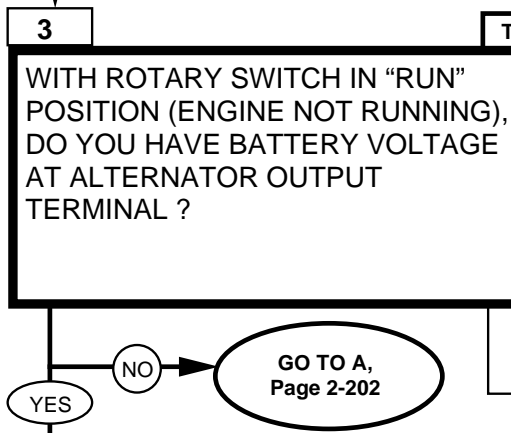 3
T
WITH ROTARY SWITCH IN “RUN”
POSITION (ENGINE NOT RUNNING),
DO YOU HAVE BATTERY VOLTAGE
AT ALTERNATOR OUTPUT
TERMINAL ?
NO
GO TO A,
Page 2-202
YES